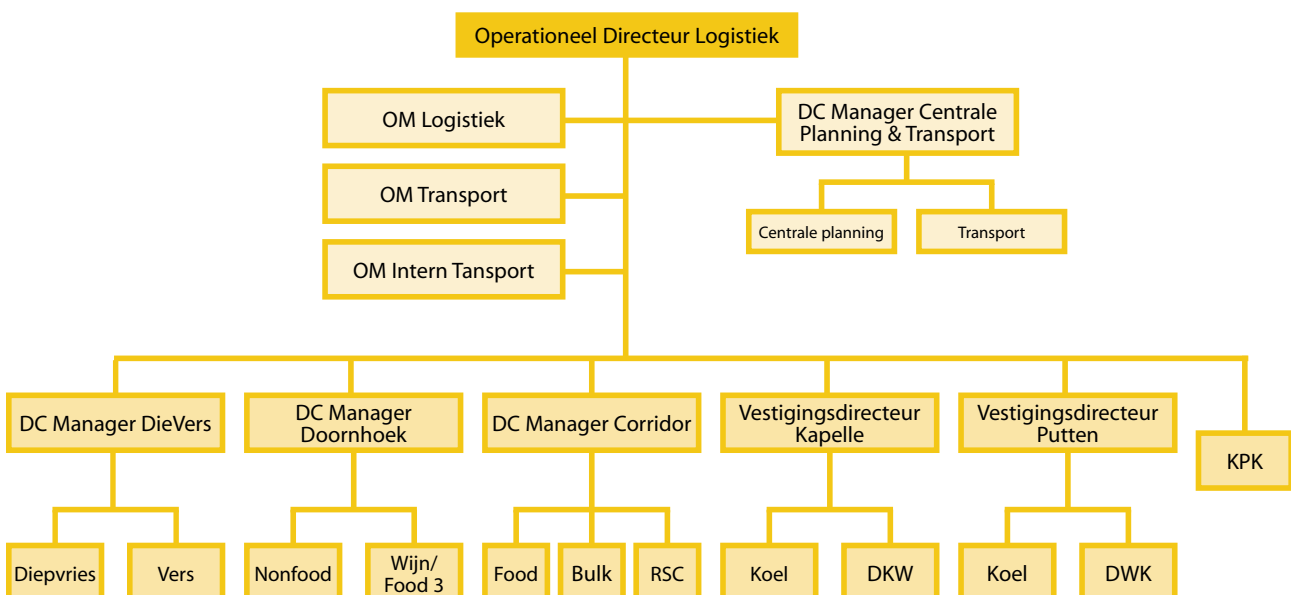 Operationeel Directeur Logistiek
OM Logistiek
DC Manager Centrale
Planning & Transport
OM Transport
Centrale planning
Transport
OM Intern Tansport
DC Manager DieVers
DC Manager
Doornhoek
DC Manager Corridor
Vestigingsdirecteur
Kapelle
Vestigingsdirecteur
Putten
KPK
Diepvries
Vers
Nonfood
Wijn/
Food 3
Food
Bulk
RSC
Koel
DKW
Koel
DWK